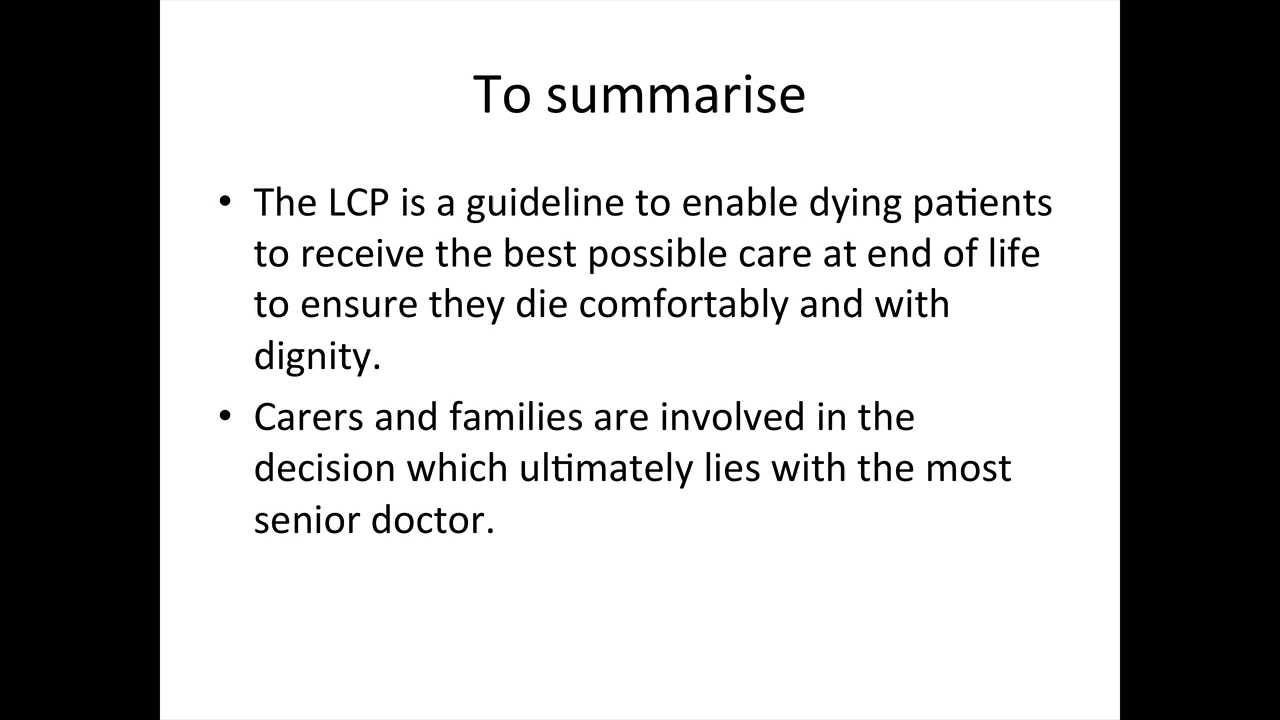 To summarise
• The LCP is a guideline to enable dying patients
to receive the best possible care at end of life
to ensure they die comfortably and with
dignity.
• Carers and families are involved in the
decision which ultimately lies with the most
senior doctor.